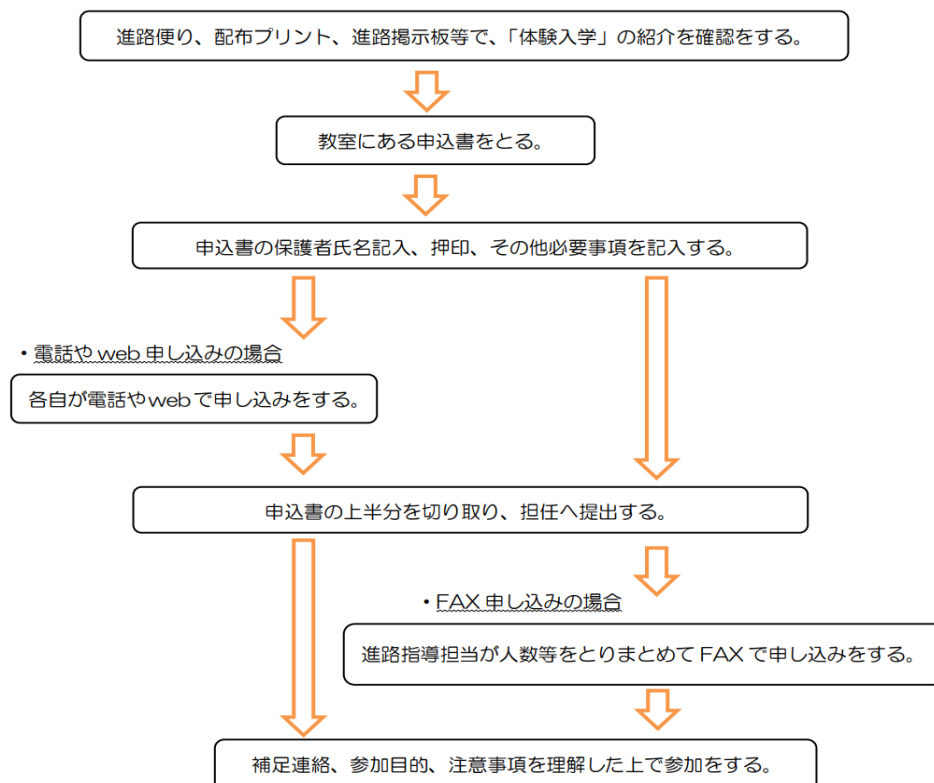 進路便り、配布プリント、進路掲示板等で、「体験入学」の紹介を確認をする。
教室にある申込書をとる。
申込書の保護者氏名記入、押印、その他必要事項を記入する。
・電話や web 申し込みの場合
各自が電話やwebで申し込みをする。
申込書の上半分を切り取り、担任へ提出する。
・FAX 申し込みの場合
進路指導担当が人数等をとりまとめて FAX で申し込みをする。
補足連絡、参加目的、注意事項を理解した上で参加をする。